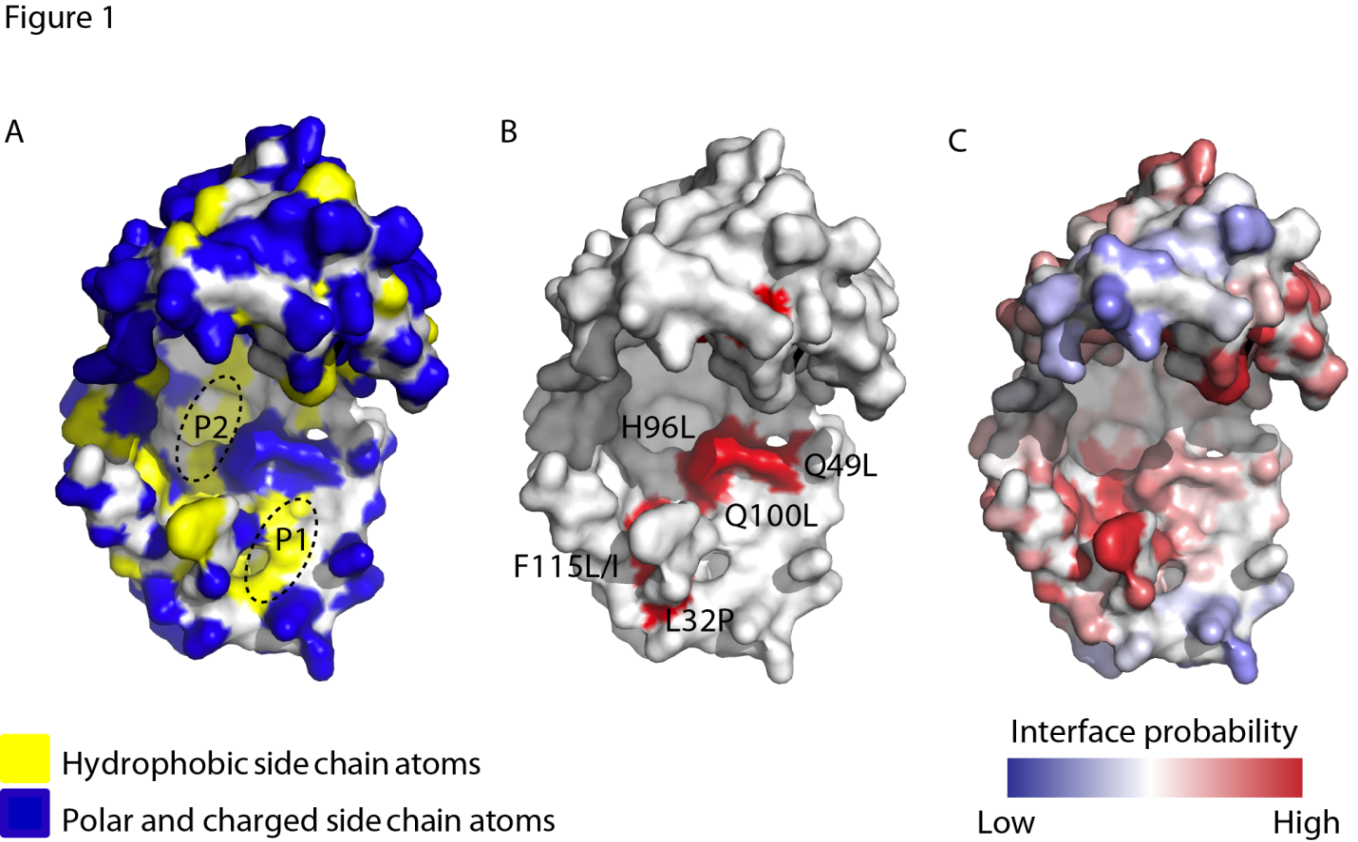 Figure 1
A
B
C
P2
P1
H96L
Q49L
Q100L
F115L/I
L32P
Hydrophobic side chain atoms
Polar and charged side chain atoms
Interface probability
Low
High